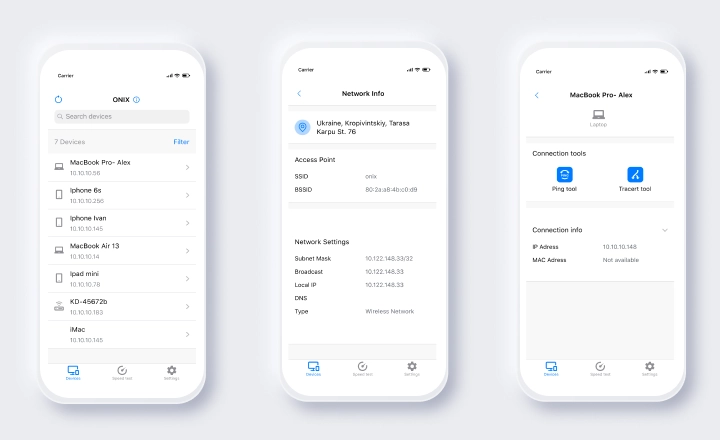 Carrier
ONIX
Search devices
7 Devices
Filter
MacBook Pro- Alex
10.10.10.56
Iphone 6s
10.10.10.256
Iphone Ivan
10.10.10.145
MacBook Air 13
10.10.10.14
Ipad mini
10.10.10.78
KD-45672b
10.10.10.183
iMac
10.10.10.145
Devices
Speed test
Settings
Carrier
Network Info
Ukraine, Kropivintskiy, Tarasa
Karpu St. 76
Access Point
SSID onix
BSSID 80:2a:a8:4b:c0:d9
Network Settings
Subnet Mask 10.122.148.33/32
Broadcast 10.122.148.33
Local IP 10.122.148.33
DNS
Type Wireless Network
Devices
Speed test
Settings
Carrier
MacBook Pro- Alex
Laptop
Connection tools
Ping tool
Tracert tool
Connection info
IP Adress 10.10.10.148
MAC Adress Not available
Devices
Speed test
Settings